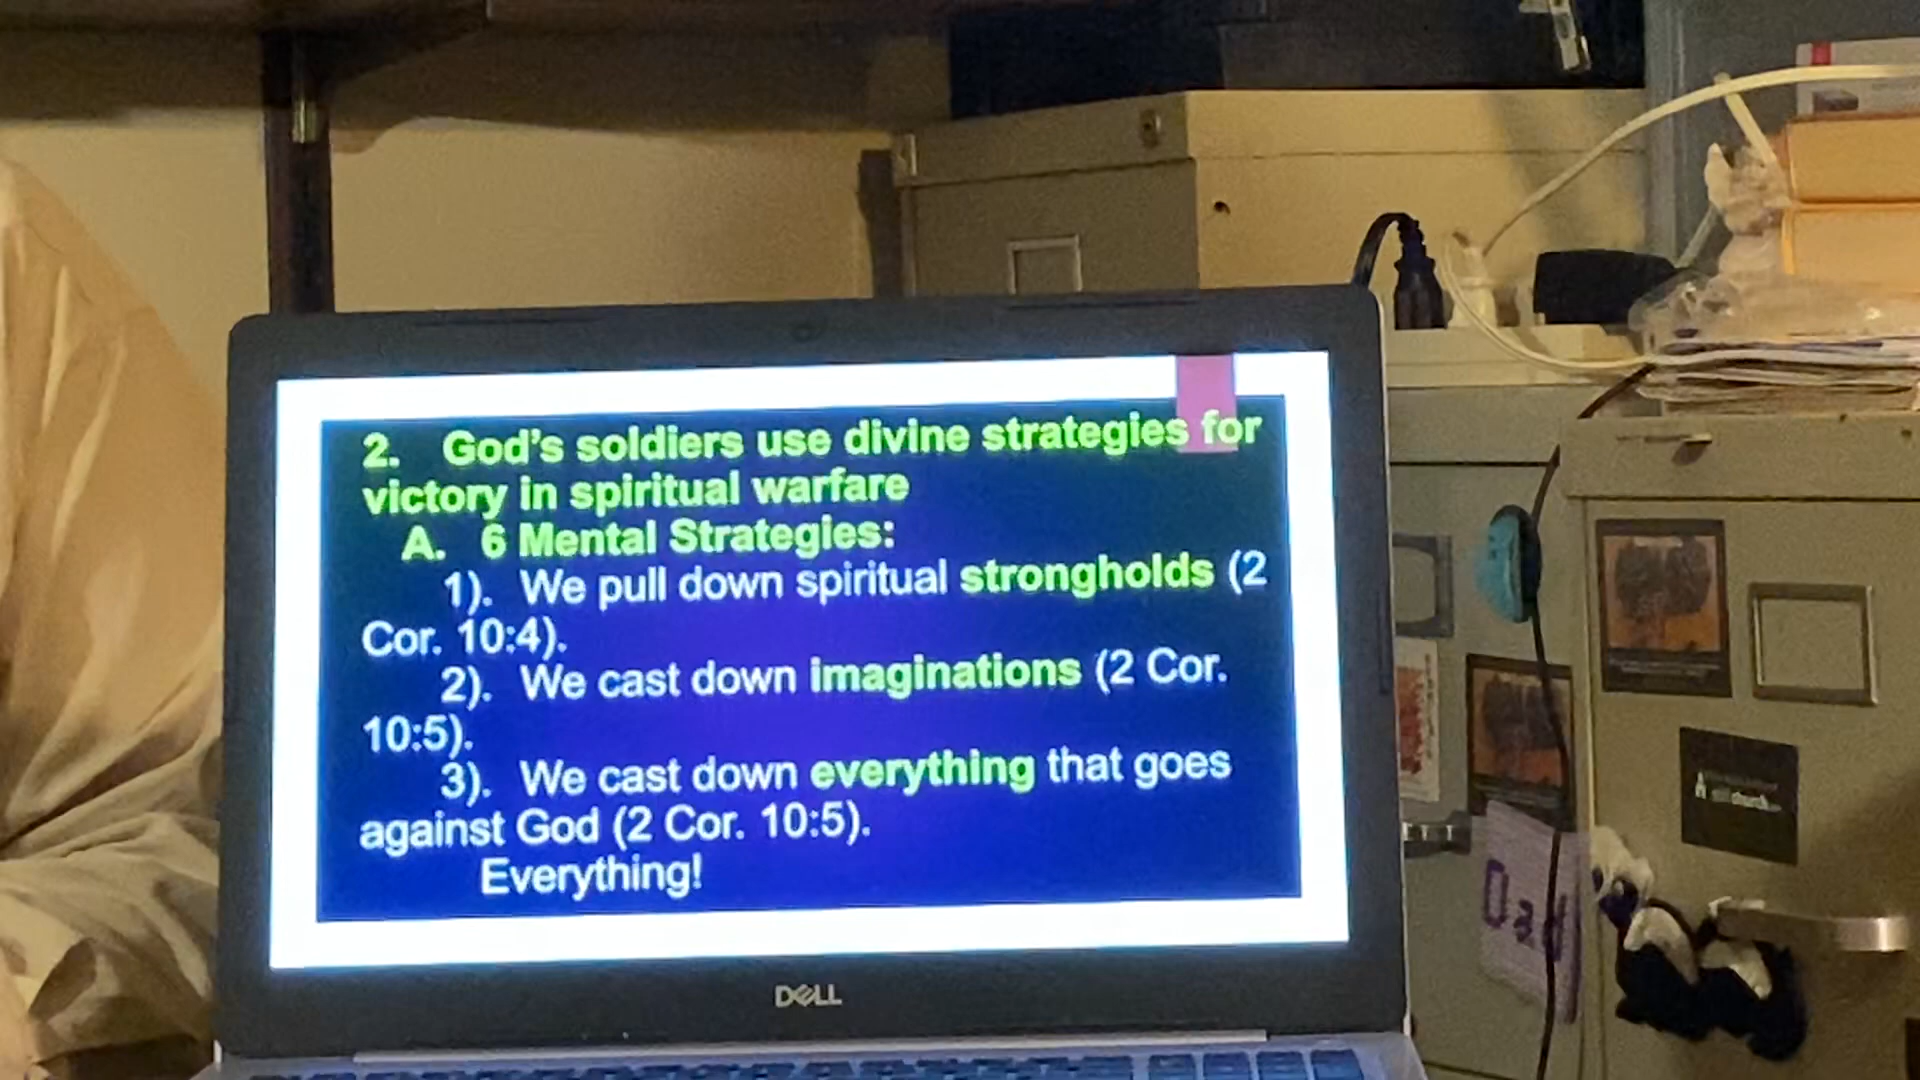 2. God's soldiers use divine strategies for
victory in spiritual warfare
A. 6 Mental Strategies:
1). We pull down spiritual strongholds (2
Cor. 10:4).
2). We cast down imaginations (2 Cor.
10:5).
3). We cast down everything that goes
against God (2 Cor. 10:5).
Everything!
DELL
Dad